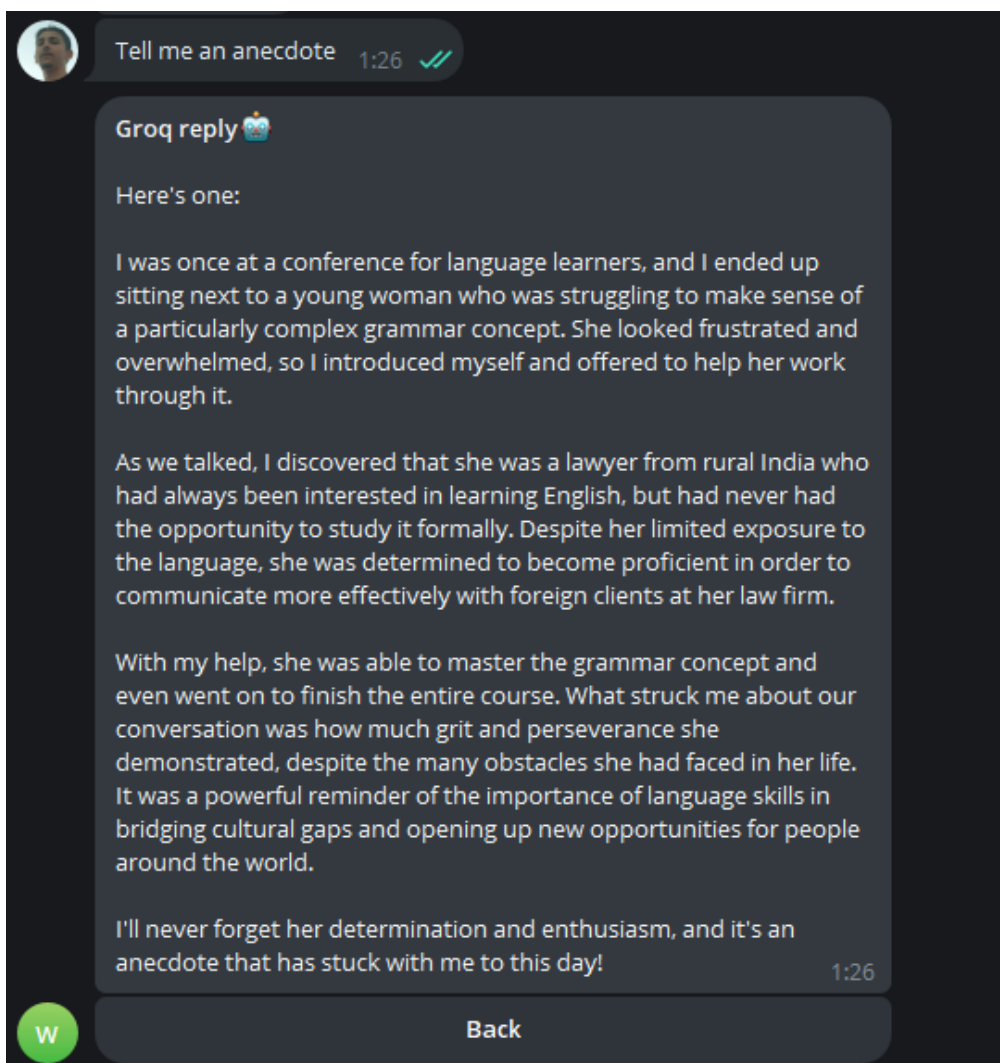 Tell me an anecdote 1:26
Groq reply🤖
Here's one:
I was once at a conference for language learners, and I ended up
sitting next to a young woman who was struggling to make sense of
a particularly complex grammar concept. She looked frustrated and
overwhelmed, so I introduced myself and offered to help her work
through it.
As we talked, I discovered that she was a lawyer from rural India who
had always been interested in learning English, but had never had
the opportunity to study it formally. Despite her limited exposure to
the language, she was determined to become proficient in order to
communicate more effectively with foreign clients at her law firm.
With my help, she was able to master the grammar concept and
even went on to finish the entire course. What struck me about our
conversation was how much grit and perseverance she
demonstrated, despite the many obstacles she had faced in her life.
It was a powerful reminder of the importance of language skills in
bridging cultural gaps and opening up new opportunities for people
around the world.
I'll never forget her determination and enthusiasm, and it's an
anecdote that has stuck with me to this day!
1:26
W
Back